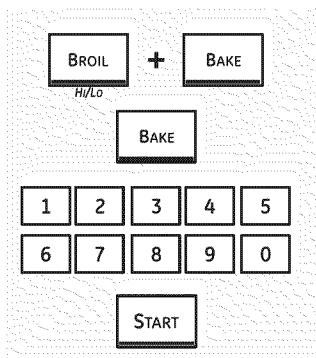 BROIL + BAKE
Hi/Lo
BAKE
1 2 3 4 5
6 7 8 9 0
START